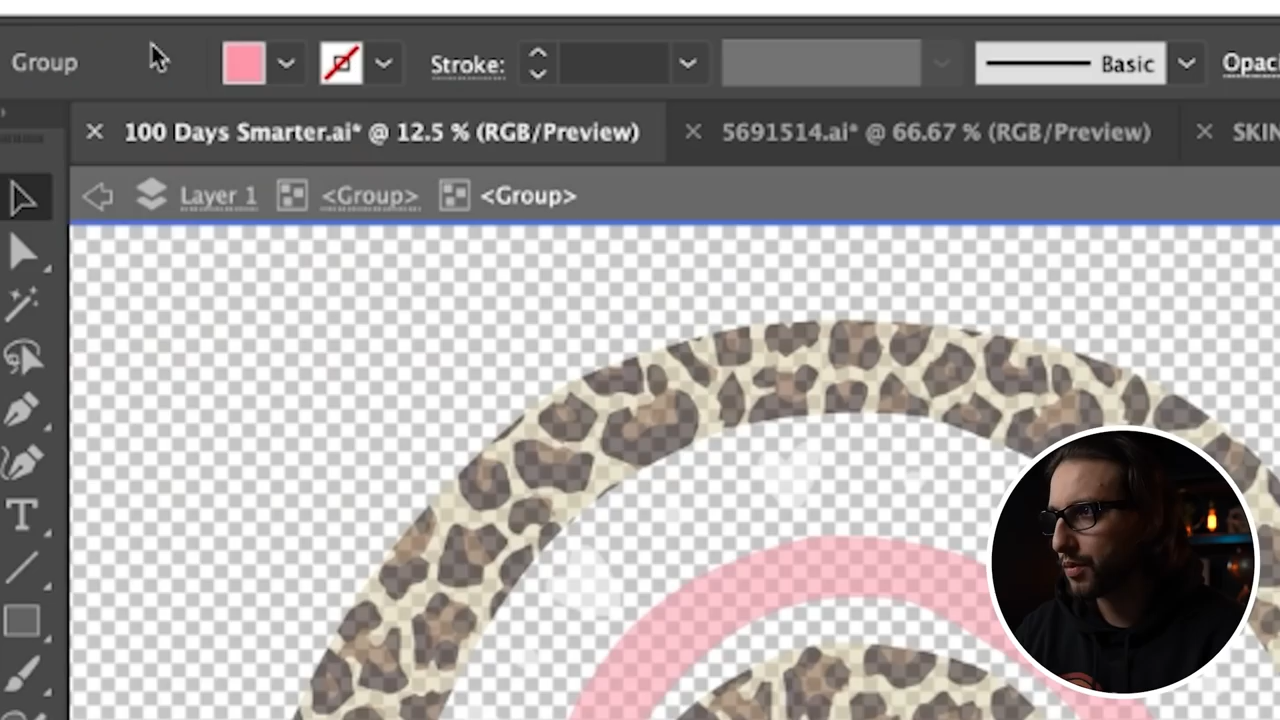 Group Stroke: Basic Opaci
100 Days Smarter.ai* @ 12.5 % (RGB/Preview) 5691514.ai* @ 66.67 % (RGB/Preview) SKIN
Layer 1 <Group> <Group>